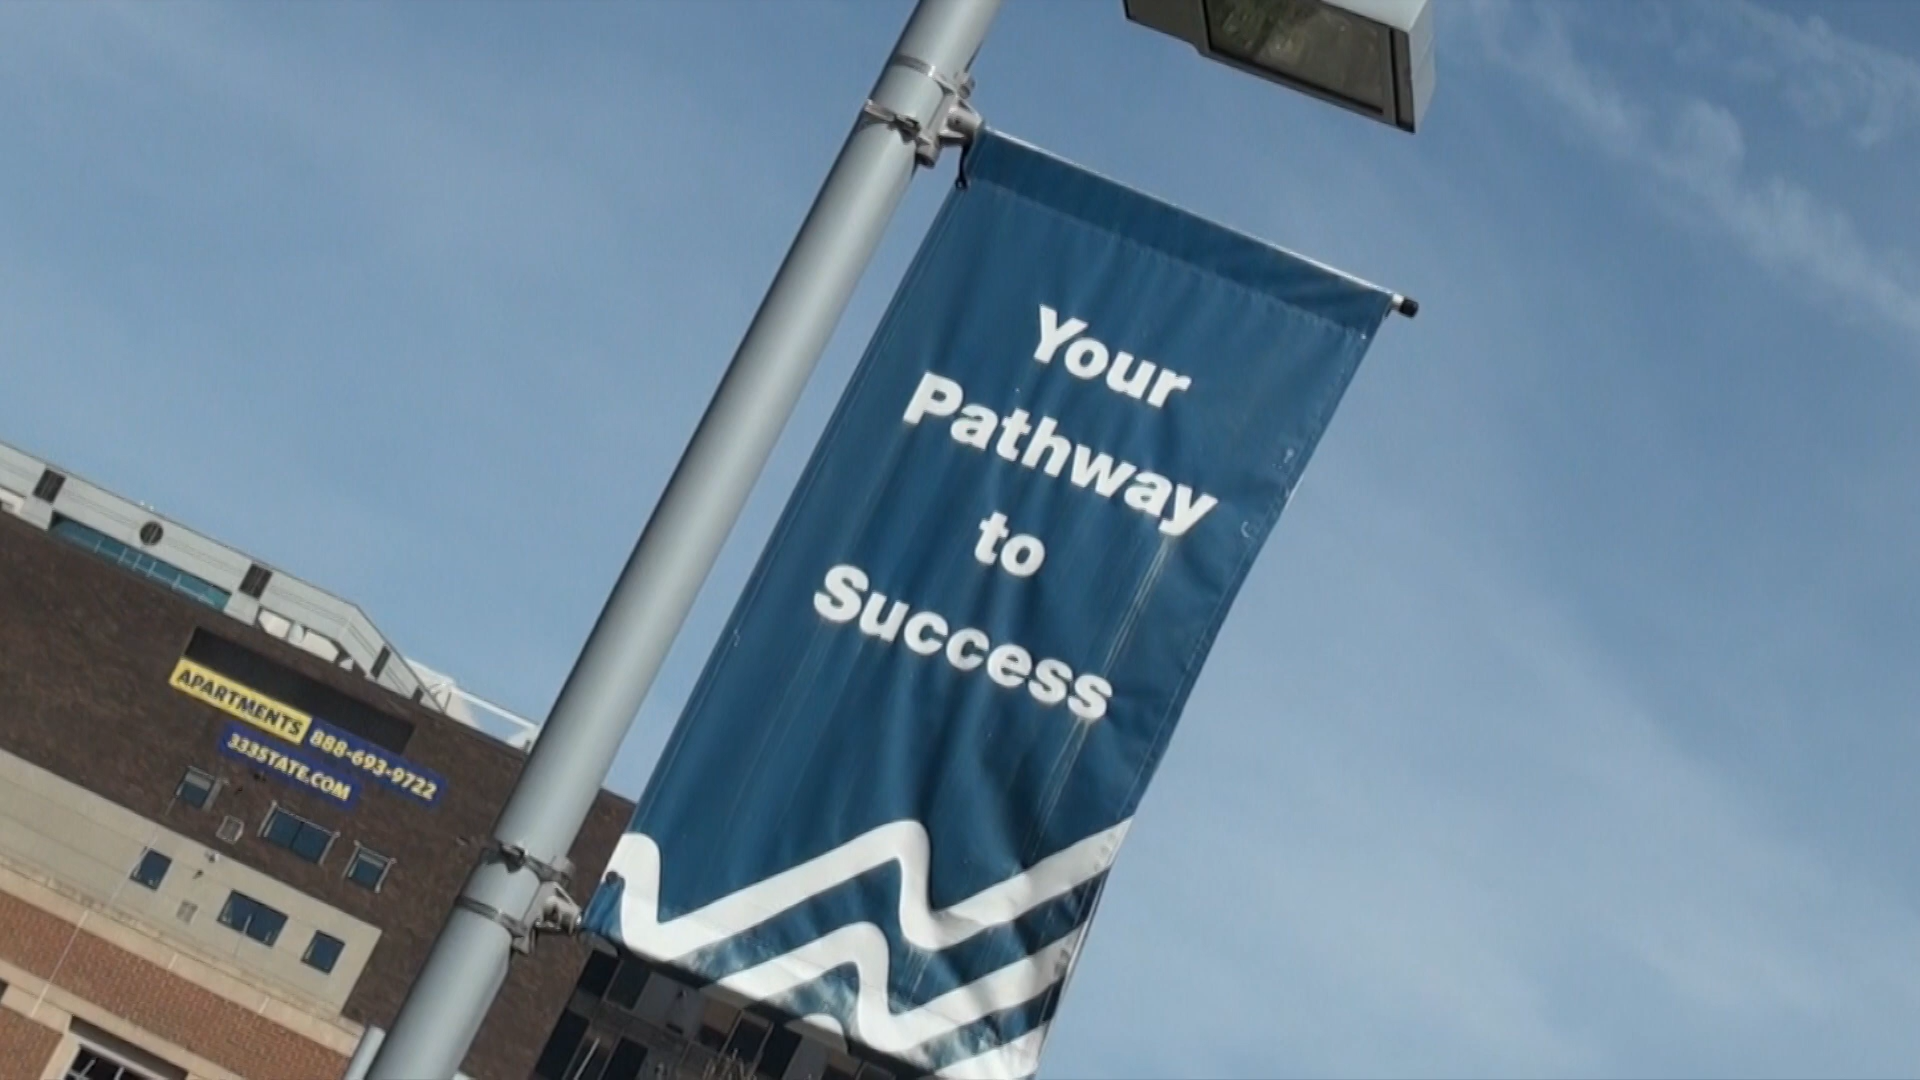 Your
Pathway
to
Success
APARTMENTS 888-693-9722
333STATE.COM